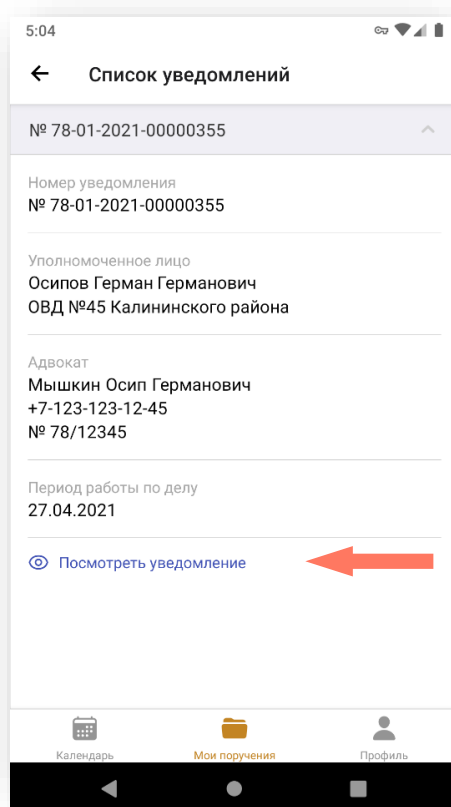 5:04
Список уведомлений
№ 78-01-2021-00000355
Номер уведомления
№ 78-01-2021-00000355
Уполномоченное лицо
Осипов Герман Германович
ОВД №45 Калининского района
Адвокат
Мышкин Осип Германович
+7-123-123-12-45
№ 78/12345
Период работы по делу
27.04.2021
Посмотреть уведомление
Календарь
Мои поручения
Профиль